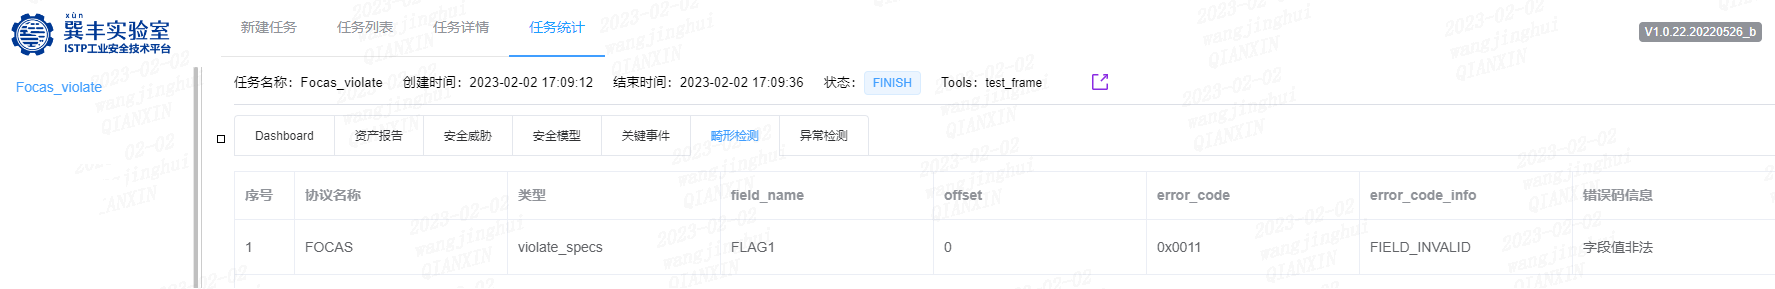 xùn
巽丰实验室
ISTP工业安全技术平台
新建任务 任务列表 任务详情 任务统计
V1.0.22.20220526_b
Focas_violate
任务名称：Focas_violate 创建时间：2023-02-02 17:09:12 结束时间：2023-02-02 17:09:36 状态： FINISH Tools：test_frame
Dashboard 资产报告 安全威胁 安全模型 关键事件 畸形检测 异常检测
序号 协议名称 类型 field_name offset error_code error_code_info 错误码信息
1 FOCAS violate_specs FLAG1 0 0x0011 FIELD_INVALID 字段值非法
2023-02-02
wangjinghui
QIANXIN